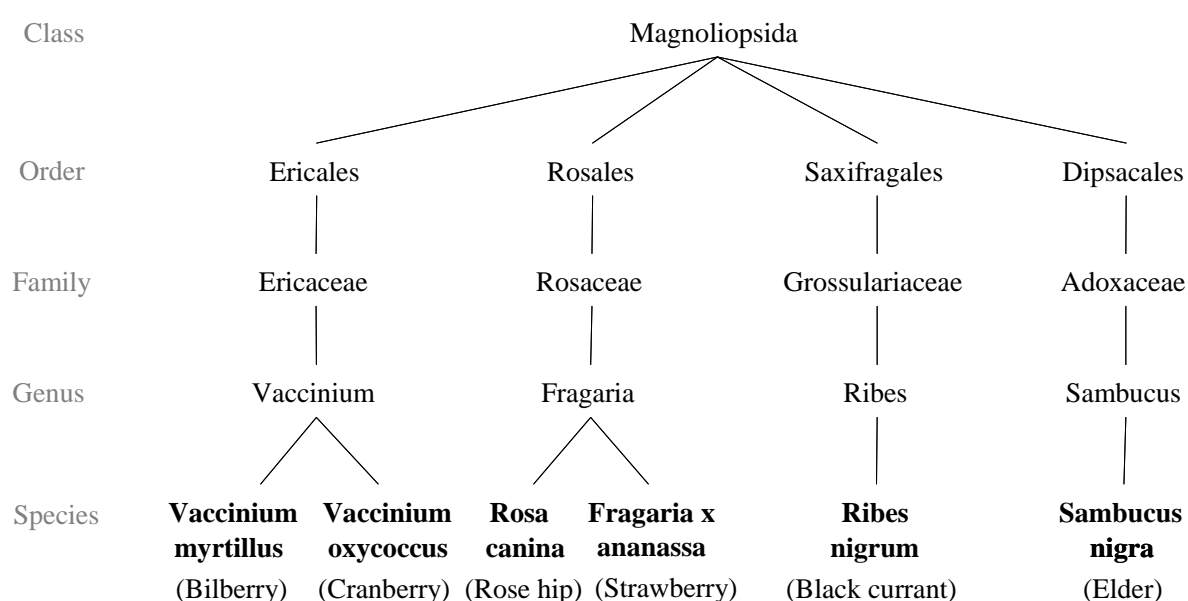 Class Magnoliopsida
Order Ericales Rosales Saxifragales Dipsacales
Family Ericaceae Rosaceae Grossulariaceae Adoxaceae
Genus Vaccinium Fragaria Ribes Sambucus
Species Vaccinium Vaccinium Rosa Fragaria x Ribes Sambucus
myrtillus oxycoccus canina ananassa nigrum nigra
(Bilberry) (Cranberry) (Rose hip) (Strawberry) (Black currant) (Elder)